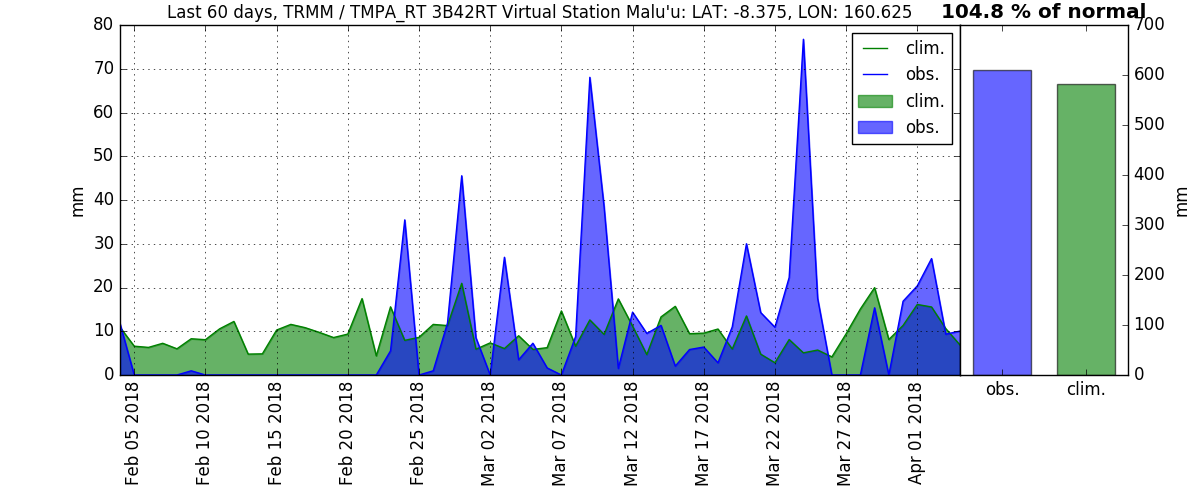 Last 60 days, TRMM / TMPA_RT 3B42RT Virtual Station Malu'u: LAT: -8.375, LON: 160.625
104.8 % of normal
80
70
60
50
40
30
20
10
0
mm
clim.
obs.
clim.
obs.
700
600
500
400
300
200
100
0
mm
obs.
clim.
Feb 05 2018
Feb 10 2018
Feb 15 2018
Feb 20 2018
Feb 25 2018
Mar 02 2018
Mar 07 2018
Mar 12 2018
Mar 17 2018
Mar 22 2018
Mar 27 2018
Apr 01 2018